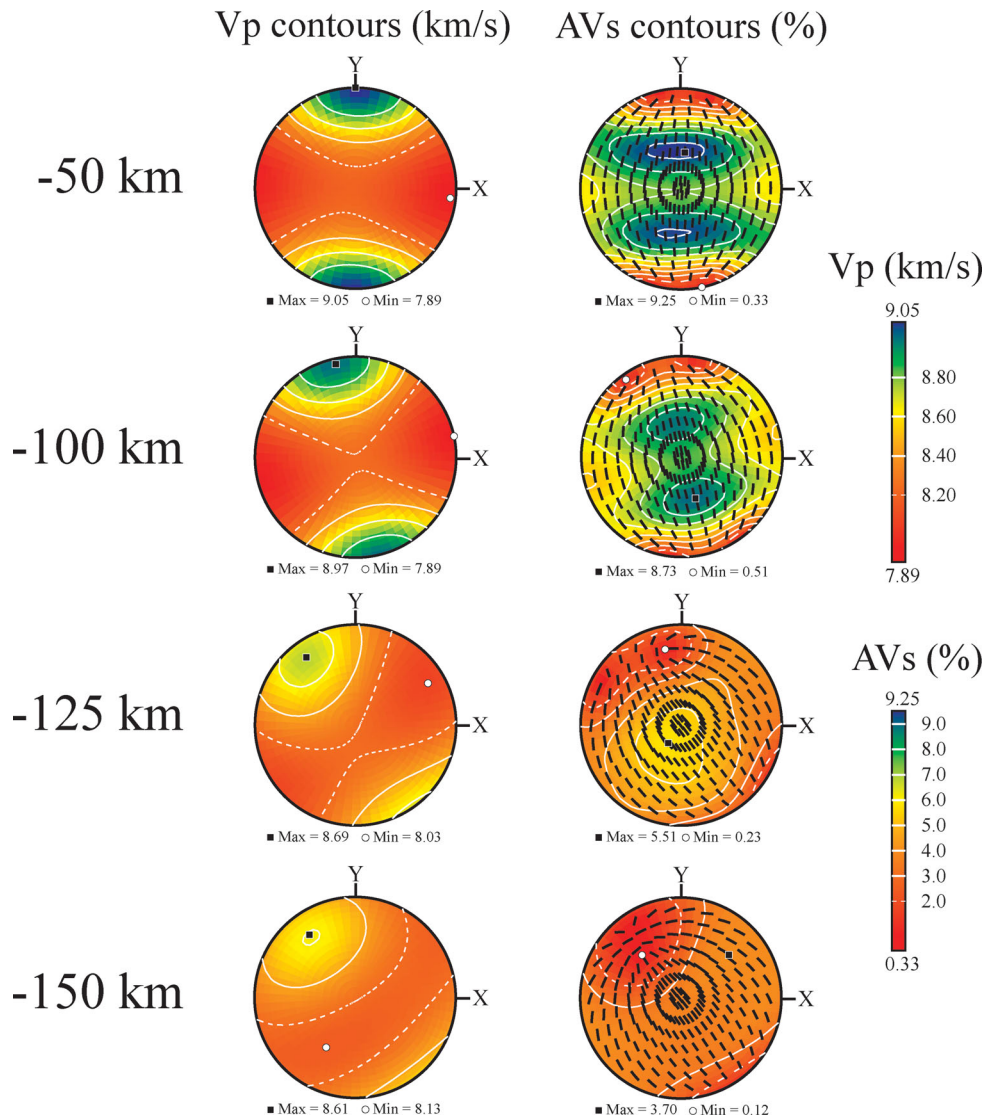 Vp contours (km/s)
AVs contours (%)
Y
Y
-50 km
X
X
■ Max = 9.05 ○ Min = 7.89
■ Max = 9.25 ○ Min = 0.33
Vp (km/s)
9.05
8.80
8.60
8.40
8.20
7.89
Y
Y
-100 km
X
X
■ Max = 8.97 ○ Min = 7.89
■ Max = 8.73 ○ Min = 0.51
Y
Y
-125 km
X
X
■ Max = 8.69 ○ Min = 8.03
■ Max = 5.51 ○ Min = 0.23
AVs (%)
9.25
9.0
8.0
7.0
6.0
5.0
4.0
3.0
2.0
0.33
Y
Y
-150 km
X
X
■ Max = 8.61 ○ Min = 8.13
■ Max = 3.70 ○ Min = 0.12